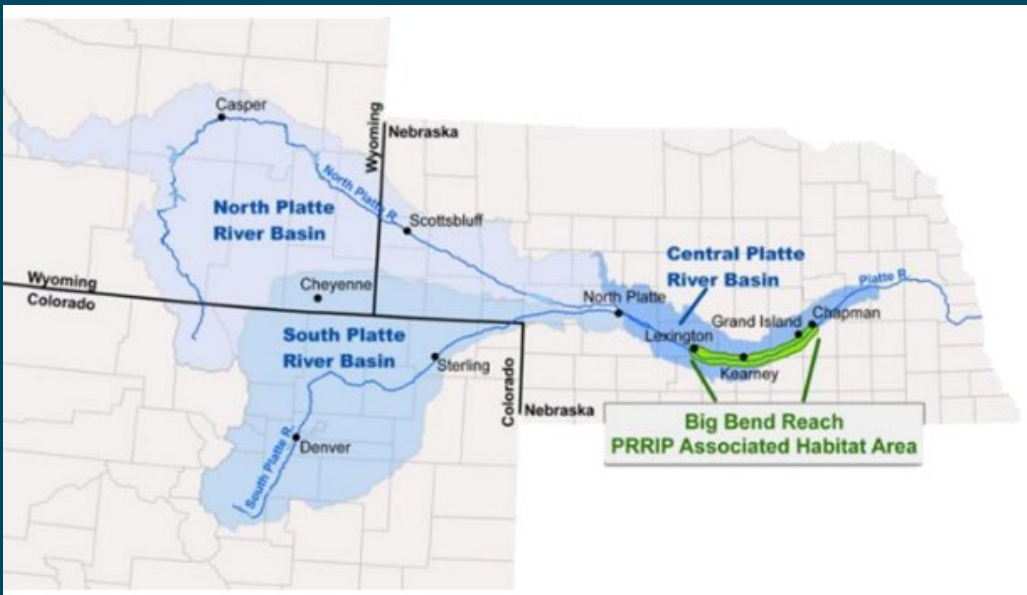 Casper
Wyoming
Nebraska
North Platte R.
North Platte
River Basin
Scottsbluff
Central Platte
River Basin
Platte R.
Wyoming
Colorado
Cheyenne
North Platte
Grand Island
Chapman
South Platte
River Basin
Lexington
Sterling
Kearney
Colorado
Nebraska
Big Bend Reach
PRRIP Associated Habitat Area
Denver
South Platte R.